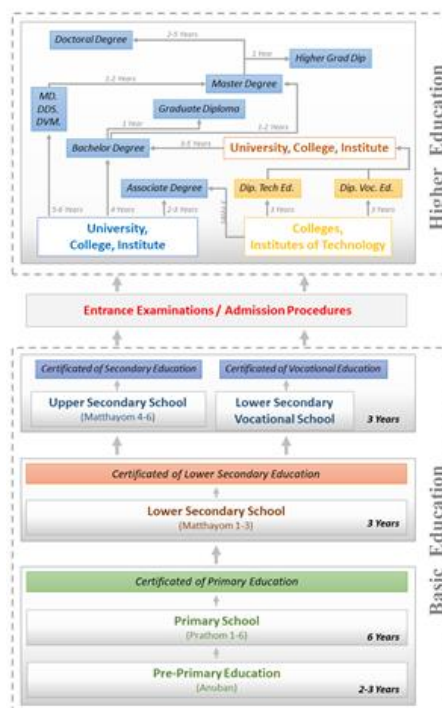 Doctoral Degree
2-5 Years
1 Year
Higher Grad Dip
1-2 Years
Master Degree
MD.
DDS.
DVM.
1 Year
Graduate Diploma
1-2 Years
Bachelor Degree
University, College, Institute
Associate Degree
Dip. Tech Ed.
Dip. Voc. Ed.
5-6 Years
4 Years
2-3 Years
3 Years
3 Years
University,
College, Institute
Colleges,
Institutes of Technology
Higher Education
Entrance Examinations / Admission Procedures
Certificated of Secondary Education
Certificated of Vocational Education
Upper Secondary School
(Matthayom 4-6)
Lower Secondary
Vocational School
3 Years
Certificated of Lower Secondary Education
Lower Secondary School
(Matthayom 1-3)
3 Years
Certificated of Primary Education
Primary School
(Prathom 1-6)
6 Years
Pre-Primary Education
(Anuban)
2-3 Years
Basic Education